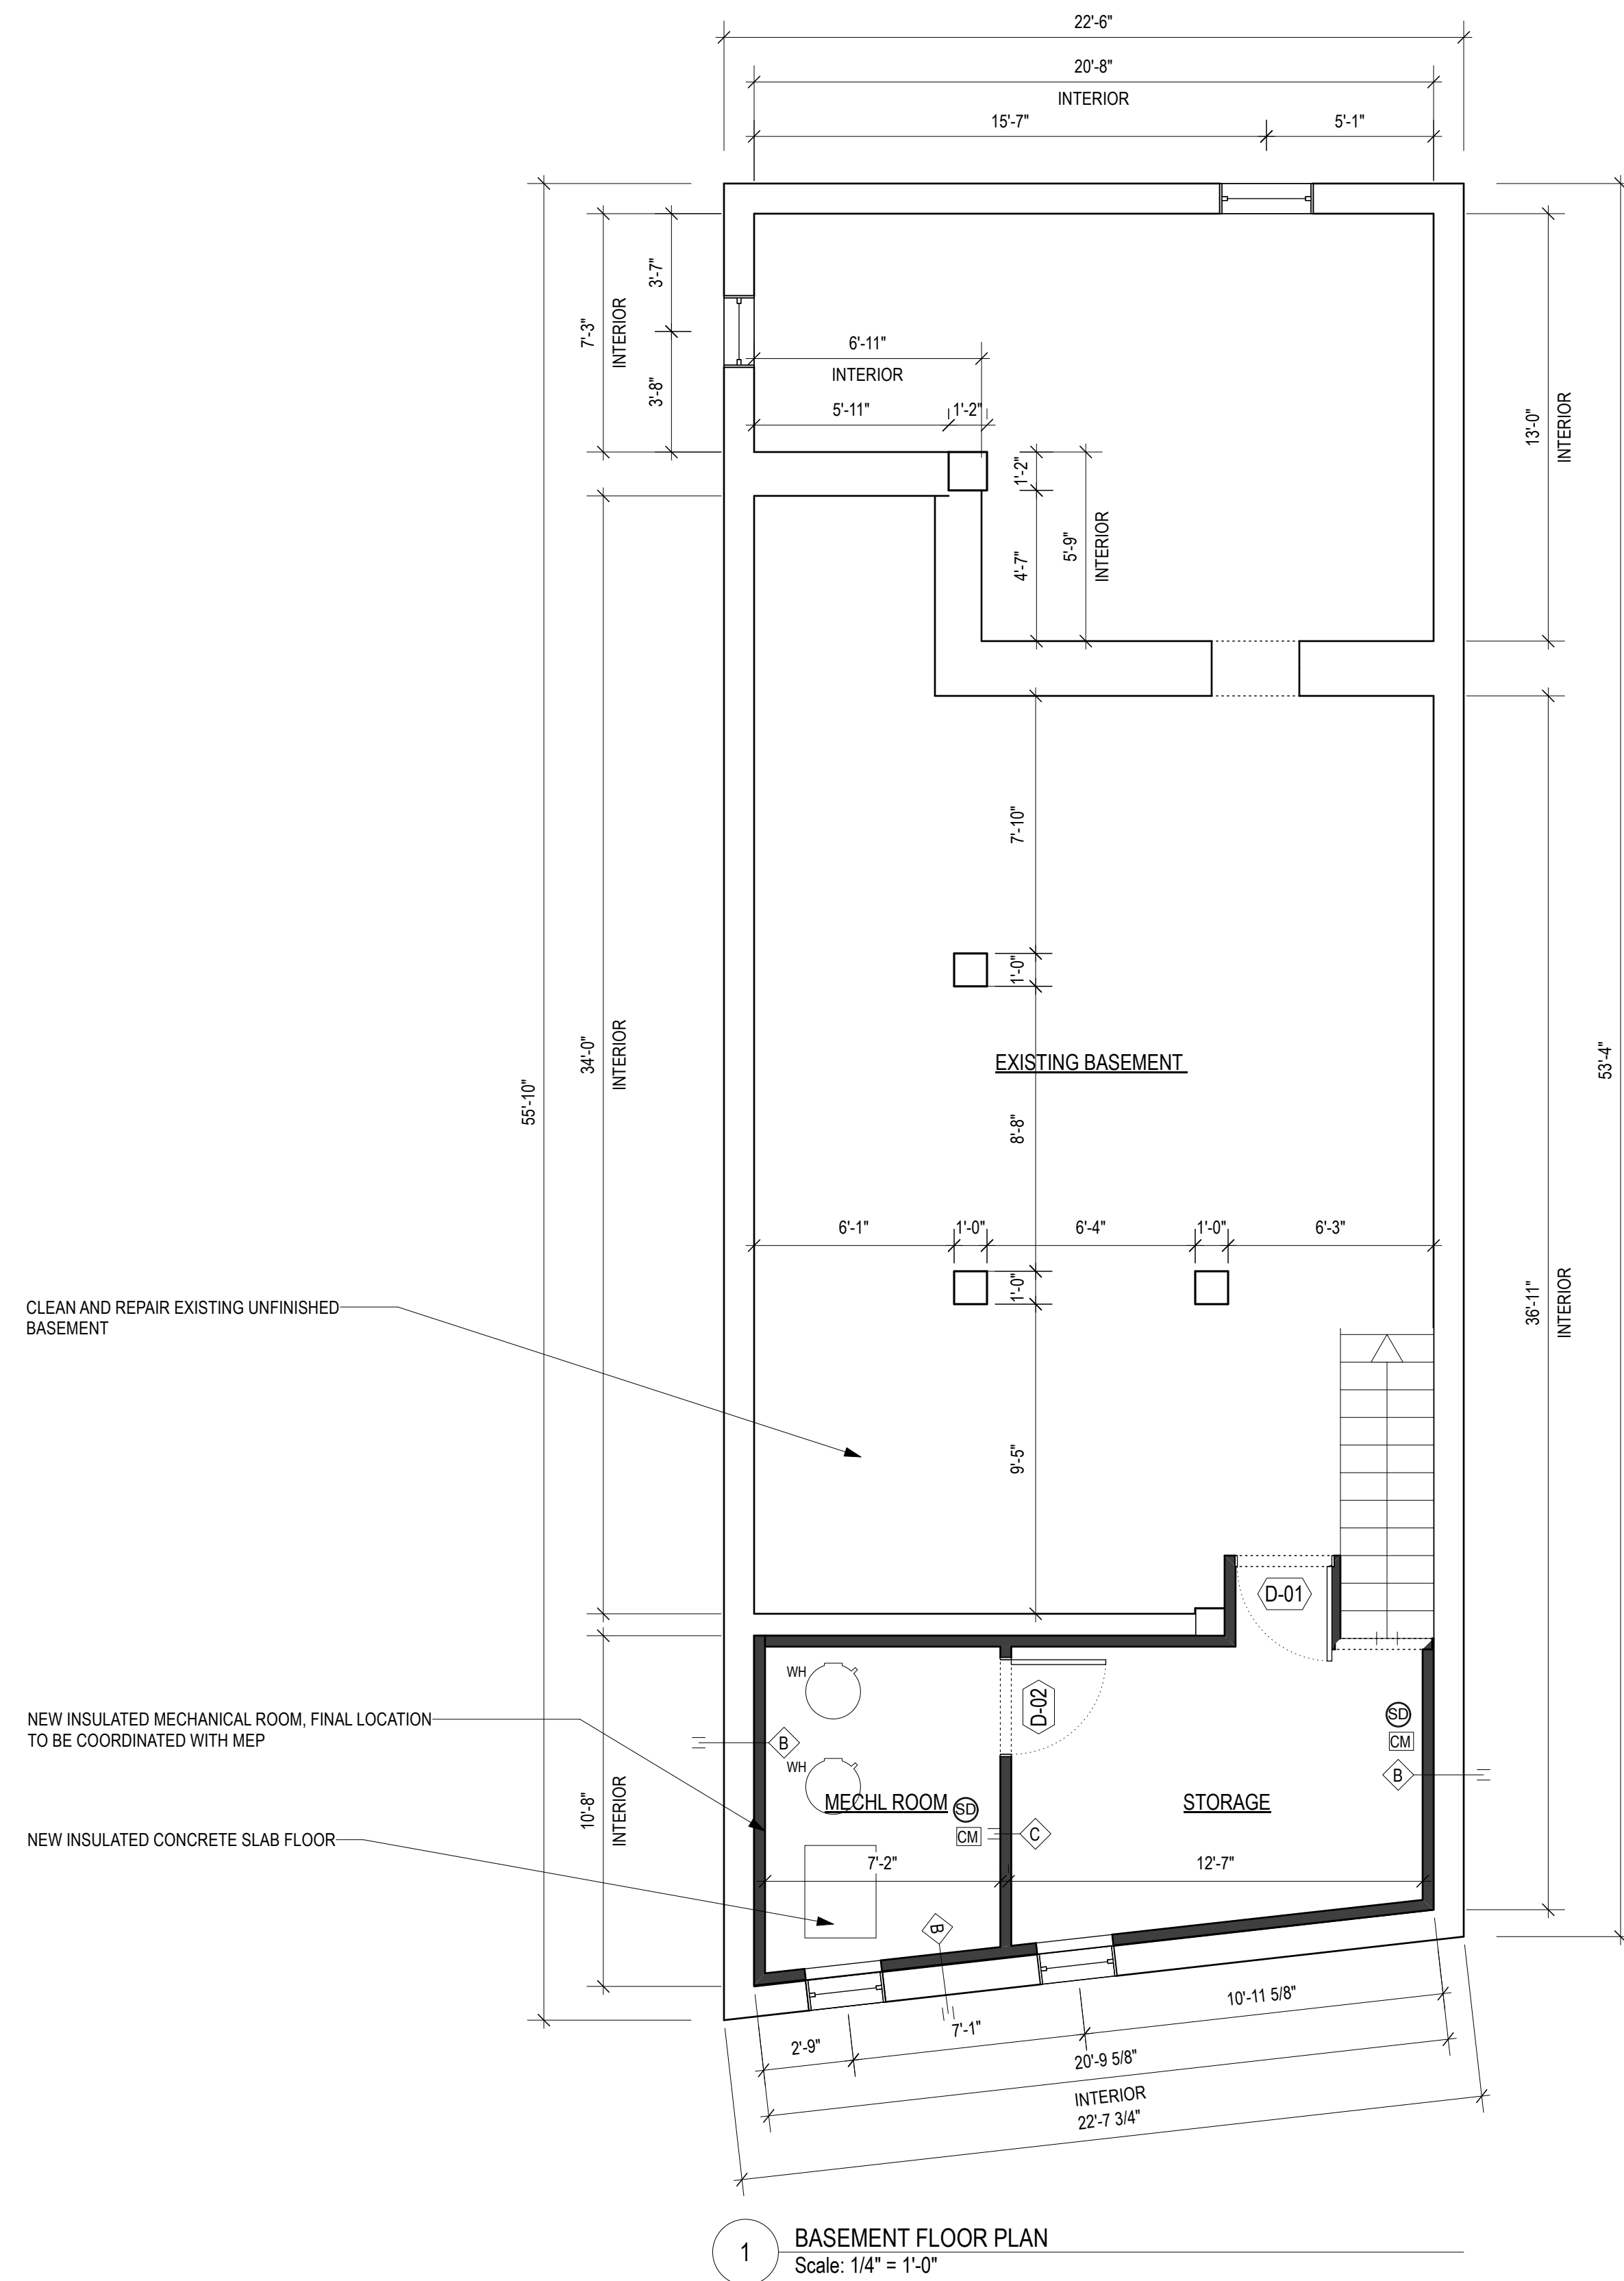 22'-6"
20'-8"
INTERIOR
15'-7"
5'-1"
7'-3"
INTERIOR
3'-7"
3'-8"
6'-11"
INTERIOR
5'-11"
1'-2"
1'-2"
4'-7"
5'-9"
INTERIOR
13'-0"
INTERIOR
7'-10"
1'-0"
EXISTING BASEMENT
8'-8"
34'-0"
INTERIOR
55'-10"
53'-4"
6'-1"
1'-0"
6'-4"
1'-0"
6'-3"
1'-0"
36'-11"
INTERIOR
CLEAN AND REPAIR EXISTING UNFINISHED
BASEMENT
9'-5"
D-01
WH
D-02
NEW INSULATED MECHANICAL ROOM, FINAL LOCATION
TO BE COORDINATED WITH MEP
B
SD
CM
B
WH
MECHL ROOM
SD
CM
C
STORAGE
10'-8"
INTERIOR
NEW INSULATED CONCRETE SLAB FLOOR
7'-2"
12'-7"
B
2'-9"
7'-1"
10'-11 5/8"
20'-9 5/8"
INTERIOR
22'-7 3/4"
1
BASEMENT FLOOR PLAN
Scale: 1/4" = 1'-0"